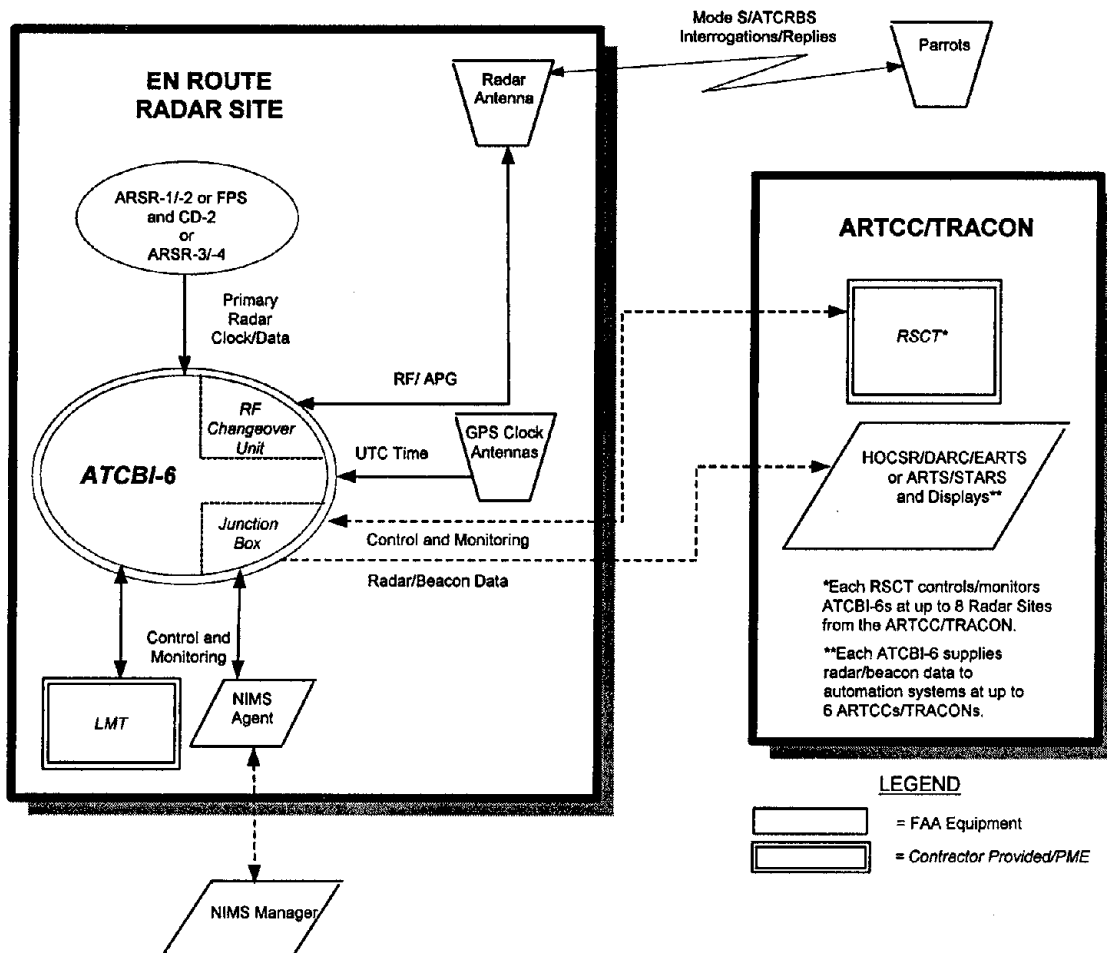 Mode S/ATCRBS
Interrogations/Replies
Parrots
EN ROUTE
RADAR SITE
Radar
Antenna
ARSR-1/-2 or FPS
and CD-2
or
ARSR-3/-4
Primary
Radar
Clock/Data
RF/ APG
RF
Changeover
Unit
ATCBI-6
UTC Time
GPS Clock
Antennas
Junction
Box
Control and Monitoring
Radar/Beacon Data
Control and
Monitoring
LMT
NIMS
Agent
NIMS Manager
ARTCC/TRACON
RSCT*
HOCSR/DARC/EARTS
or ARTS/STARS
and Displays**
*Each RSCT controls/monitors
ATCBI-6s at up to 8 Radar Sites
from the ARTCC/TRACON.
**Each ATCBI-6 supplies
radar/beacon data to
automation systems at up to
6 ARTCCs/TRACONs.
LEGEND
= FAA Equipment
= Contractor Provided/PME